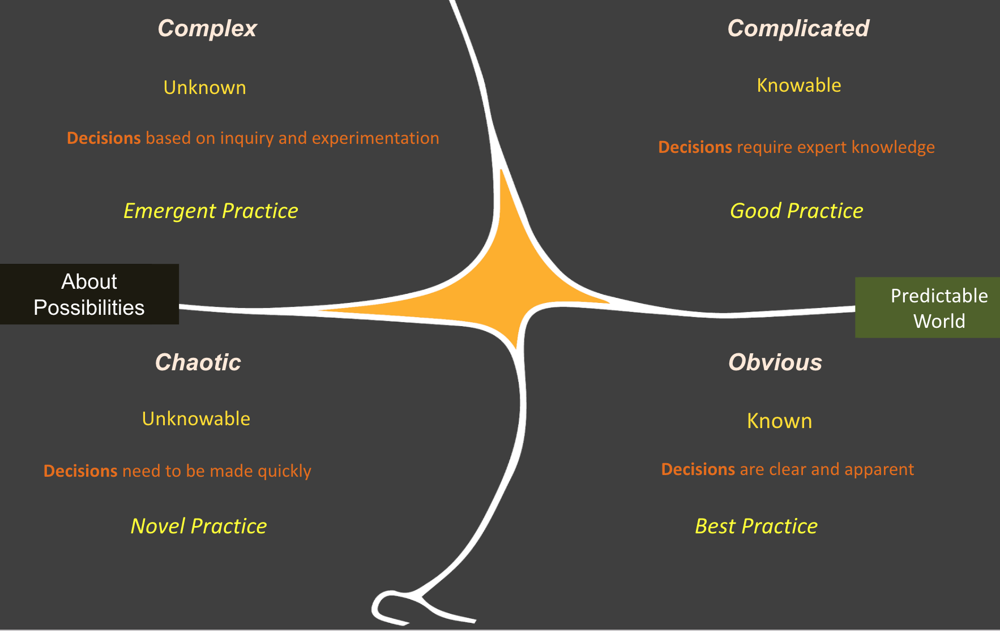 Complex
Unknown
Decisions based on inquiry and experimentation
Emergent Practice
Complicated
Knowable
Decisions require expert knowledge
Good Practice
About
Possibilities
Predictable
World
Chaotic
Unknowable
Decisions need to be made quickly
Novel Practice
Obvious
Known
Decisions are clear and apparent
Best Practice